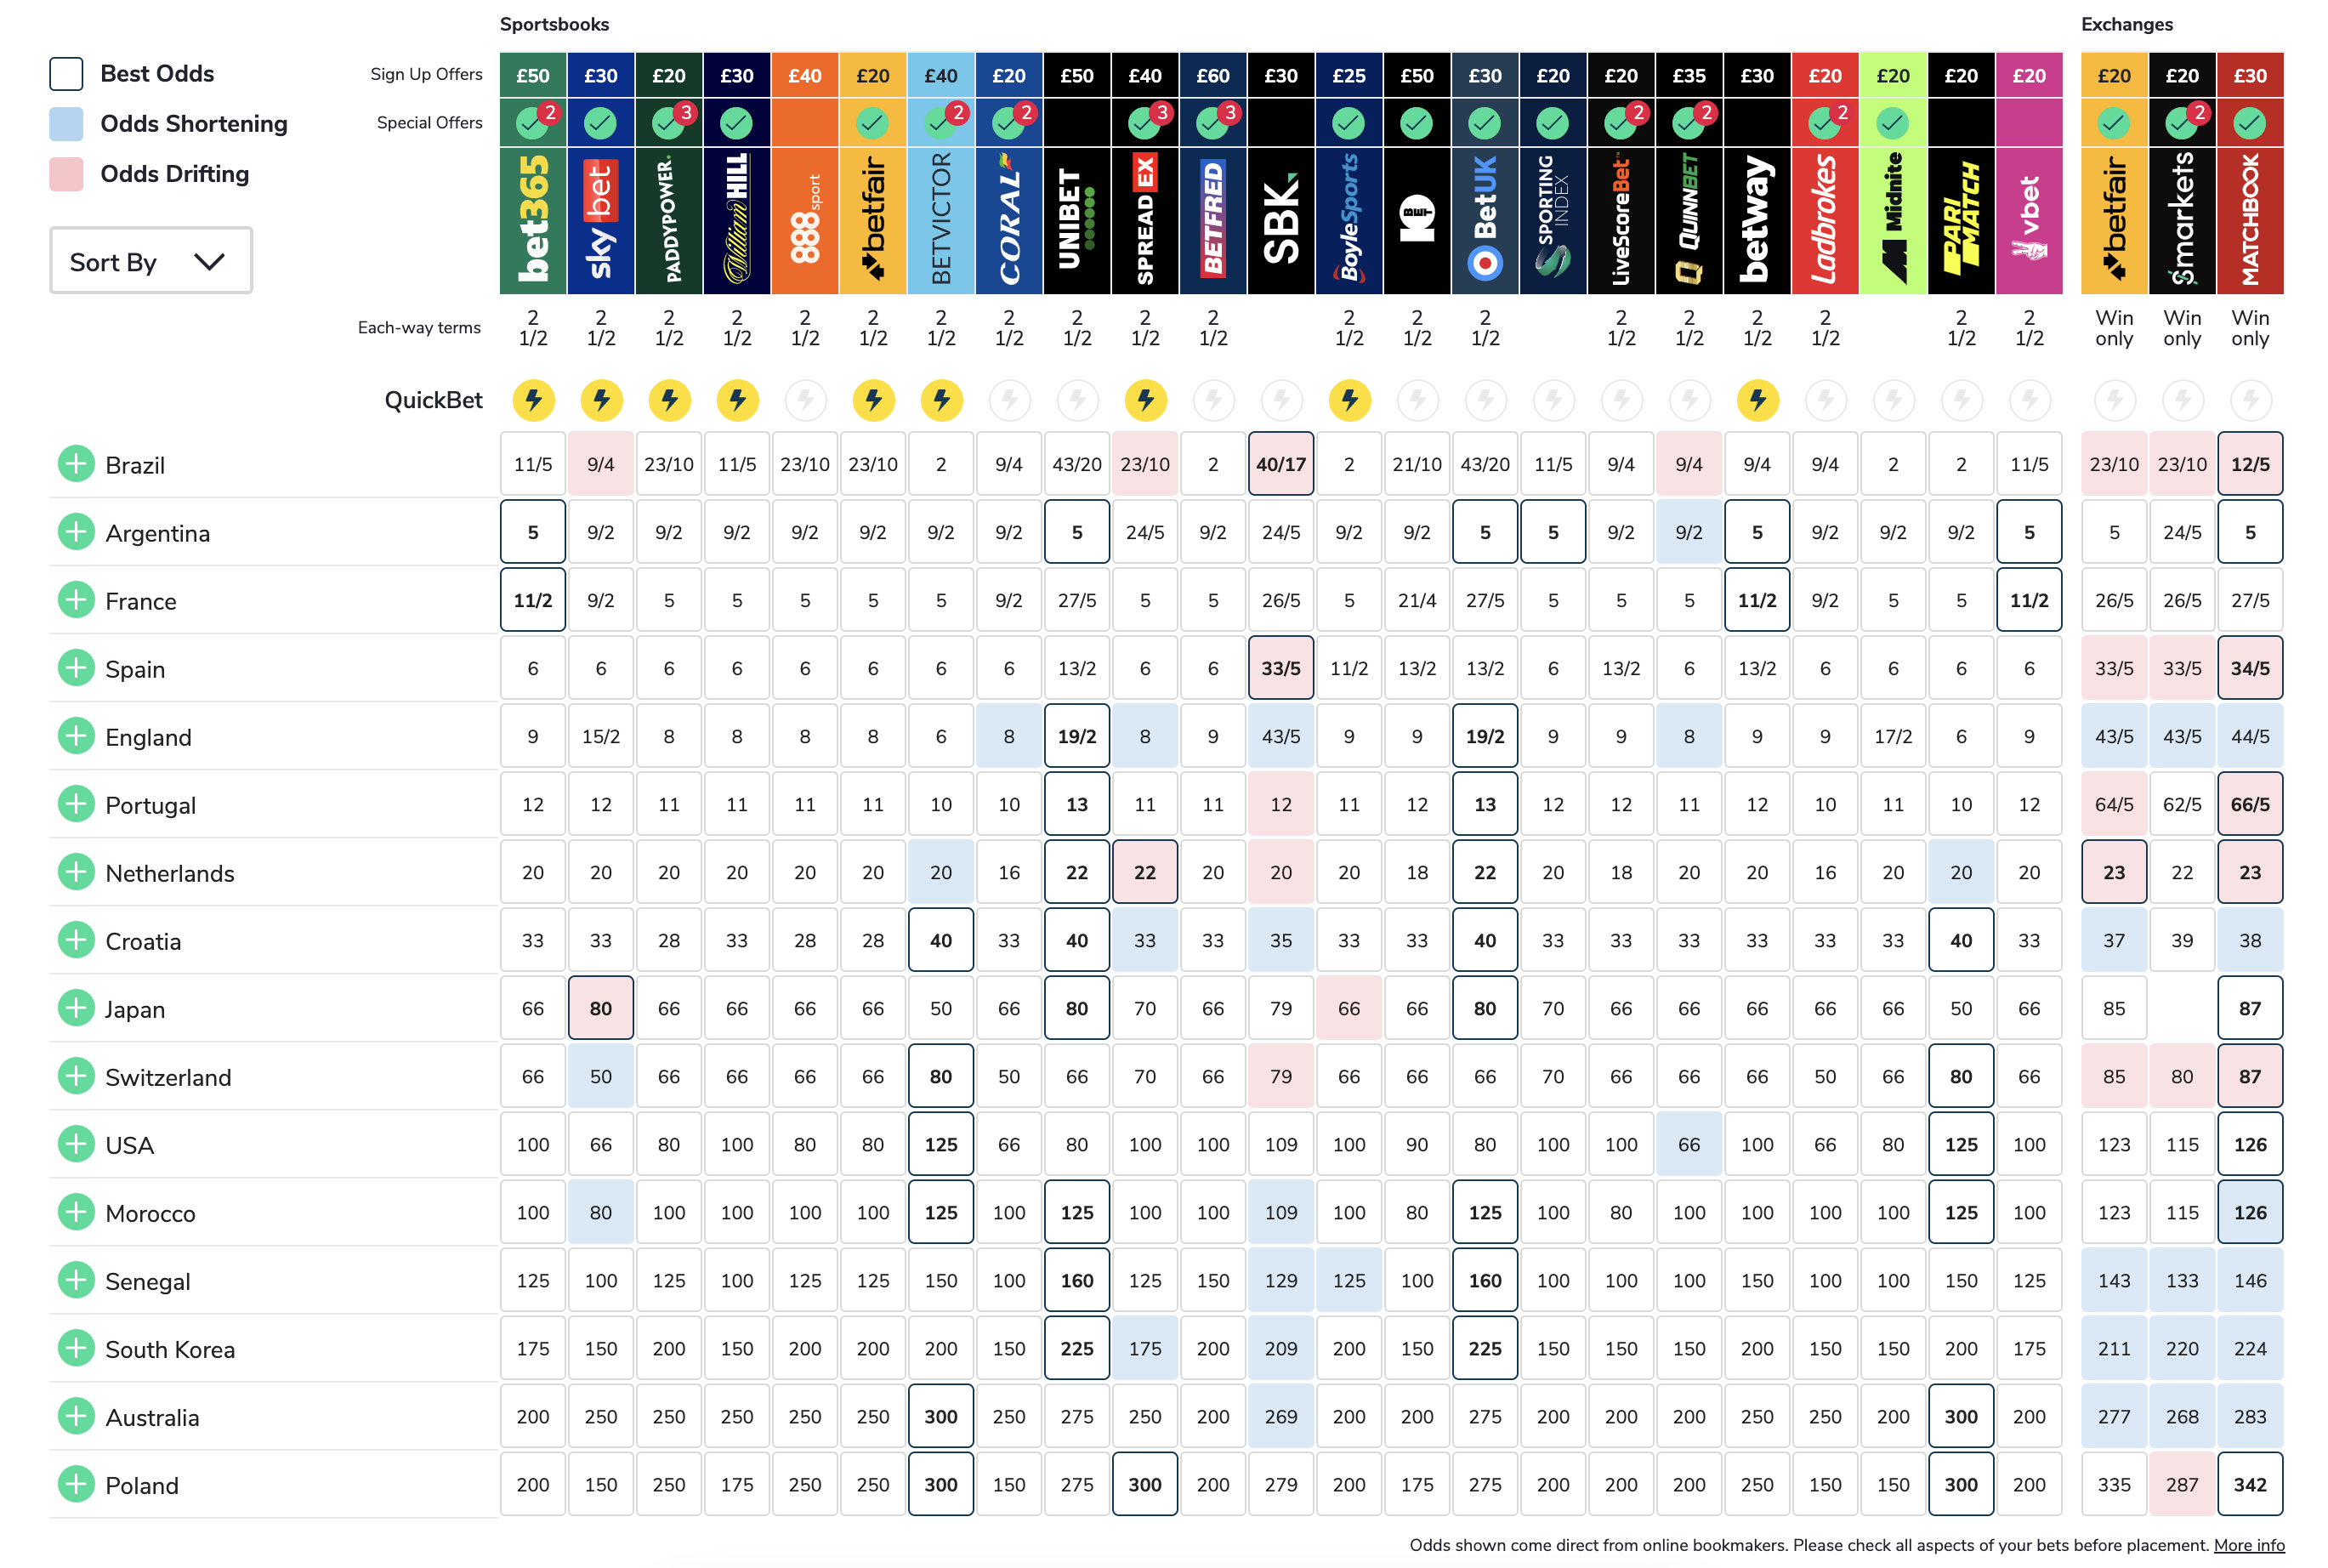 Sportsbooks Exchanges
Best Odds
Odds Shortening
Odds Drifting
Sort By
Sign Up Offers £50 £30 £20 £30 £40 £20 £40 £20 £50 £40 £60 £30 £25 £50 £30 £20 £20 £35 £30 £20 £20 £20 £20 £20 £20 £30
Special Offers 2 3 2 2 3 3 2 2 2 2
bet365 sky bet PADDYPOWER. William HILL 888sport betfair BETVICTOR CORAL UNIBET SPREAD EX BETFRED SBK BoyleSports 10 BET BetUK SPORTING INDEX LiveScoreBet™ QUINNBET betway Ladbrokes Midnite PARI MATCH vbet betfair smarkets MATCHBOOK
Each-way terms 2 1/2 2 1/2 2 1/2 2 1/2 2 1/2 2 1/2 2 1/2 2 1/2 2 1/2 2 1/2 2 1/2 2 1/2 2 1/2 2 1/2 2 1/2 2 1/2 2 1/2 2 1/2 2 1/2 2 1/2 Win only Win only Win only
QuickBet
Brazil 11/5 9/4 23/10 11/5 23/10 23/10 2 9/4 43/20 23/10 2 40/17 2 21/10 43/20 11/5 9/4 9/4 9/4 9/4 2 2 11/5 23/10 23/10 12/5
Argentina 5 9/2 9/2 9/2 9/2 9/2 9/2 9/2 5 24/5 9/2 24/5 9/2 9/2 5 5 9/2 9/2 5 9/2 9/2 9/2 5 5 24/5 5
France 11/2 9/2 5 5 5 5 5 9/2 27/5 5 5 26/5 5 21/4 27/5 5 5 5 11/2 9/2 5 5 11/2 26/5 26/5 27/5
Spain 6 6 6 6 6 6 6 6 13/2 6 6 33/5 11/2 13/2 13/2 6 13/2 6 13/2 6 6 6 6 33/5 33/5 34/5
England 9 15/2 8 8 8 8 6 8 19/2 8 9 43/5 9 9 19/2 9 9 8 9 9 17/2 6 9 43/5 43/5 44/5
Portugal 12 12 11 11 11 11 10 10 13 11 11 12 11 12 13 12 12 11 12 10 11 10 12 64/5 62/5 66/5
Netherlands 20 20 20 20 20 20 20 16 22 22 20 20 20 18 22 20 18 20 20 16 20 20 20 23 22 23
Croatia 33 33 28 33 28 28 40 33 40 33 33 35 33 33 40 33 33 33 33 33 33 40 33 37 39 38
Japan 66 80 66 66 66 66 50 66 80 70 66 79 66 66 80 70 66 66 66 66 66 50 66 85 87
Switzerland 66 50 66 66 66 66 80 50 66 70 66 79 66 66 66 70 66 66 66 50 66 80 66 85 80 87
USA 100 66 80 100 80 80 125 66 80 100 100 109 100 90 80 100 100 66 100 66 80 125 100 123 115 126
Morocco 100 80 100 100 100 100 125 100 125 100 100 109 100 80 125 100 80 100 100 100 100 125 100 123 115 126
Senegal 125 100 125 100 125 125 150 100 160 125 150 129 125 100 160 100 100 100 150 100 100 150 125 143 133 146
South Korea 175 150 200 150 200 200 200 150 225 175 200 209 200 150 225 150 150 150 200 150 150 200 175 211 220 224
Australia 200 250 250 250 250 250 300 250 275 250 200 269 200 200 275 200 200 200 250 250 200 300 200 277 268 283
Poland 200 150 250 175 250 250 300 150 275 300 200 279 200 175 275 200 200 200 250 150 150 300 200 335 287 342
Odds shown come direct from online bookmakers. Please check all aspects of your bets before placement. More info